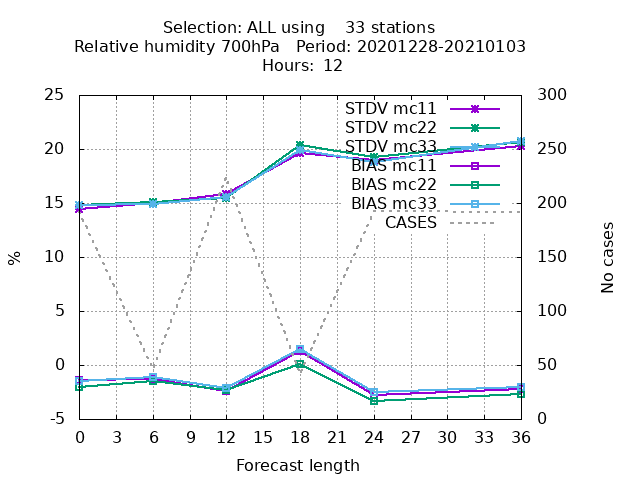 Selection: ALL using 33 stations
Relative humidity 700hPa Period: 20201228-20210103
Hours: 12
25
20
15
10
5
0
-5
%
300
250
200
150
100
50
0
No cases
STDV mc11
STDV mc22
STDV mc33
BIAS mc11
BIAS mc22
BIAS mc33
CASES
0 3 6 9 12 15 18 21 24 27 30 33 36
Forecast length